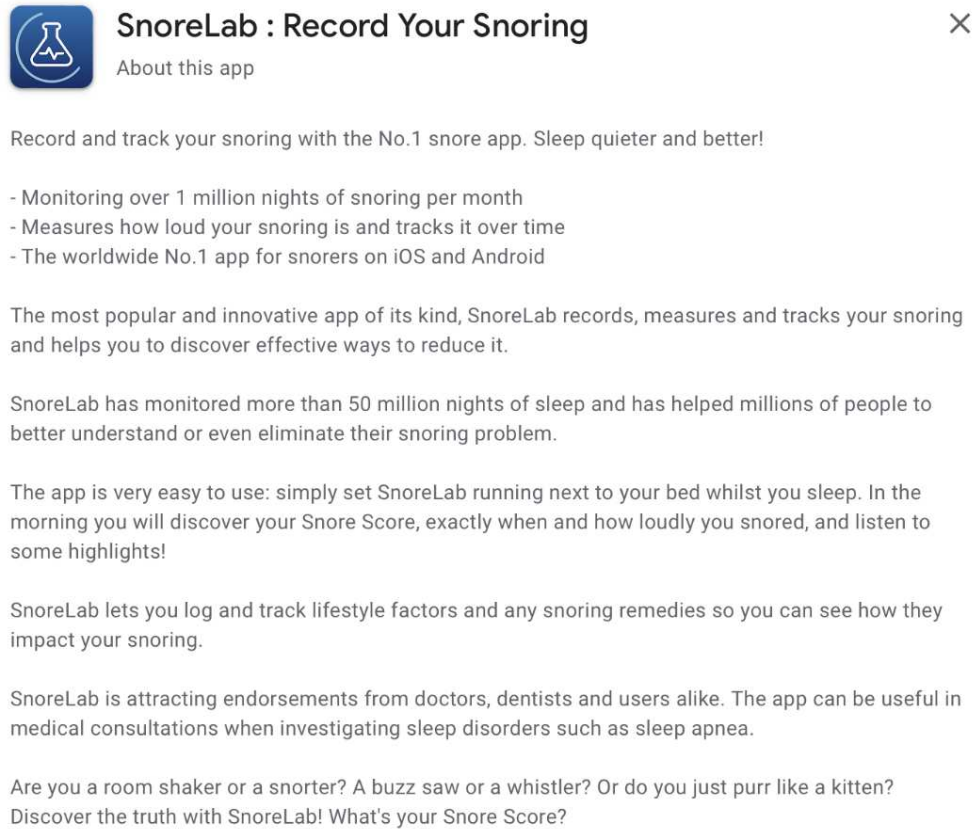 SnoreLab : Record Your Snoring
About this app
Record and track your snoring with the No.1 snore app. Sleep quieter and better!
- Monitoring over 1 million nights of snoring per month
- Measures how loud your snoring is and tracks it over time
- The worldwide No.1 app for snorers on iOS and Android
The most popular and innovative app of its kind, SnoreLab records, measures and tracks your snoring
and helps you to discover effective ways to reduce it.
SnoreLab has monitored more than 50 million nights of sleep and has helped millions of people to
better understand or even eliminate their snoring problem.
The app is very easy to use: simply set SnoreLab running next to your bed whilst you sleep. In the
morning you will discover your Snore Score, exactly when and how loudly you snored, and listen to
some highlights!
SnoreLab lets you log and track lifestyle factors and any snoring remedies so you can see how they
impact your snoring.
SnoreLab is attracting endorsements from doctors, dentists and users alike. The app can be useful in
medical consultations when investigating sleep disorders such as sleep apnea.
Are you a room shaker or a snorter? A buzz saw or a whistler? Or do you just purr like a kitten?
Discover the truth with SnoreLab! What's your Snore Score?